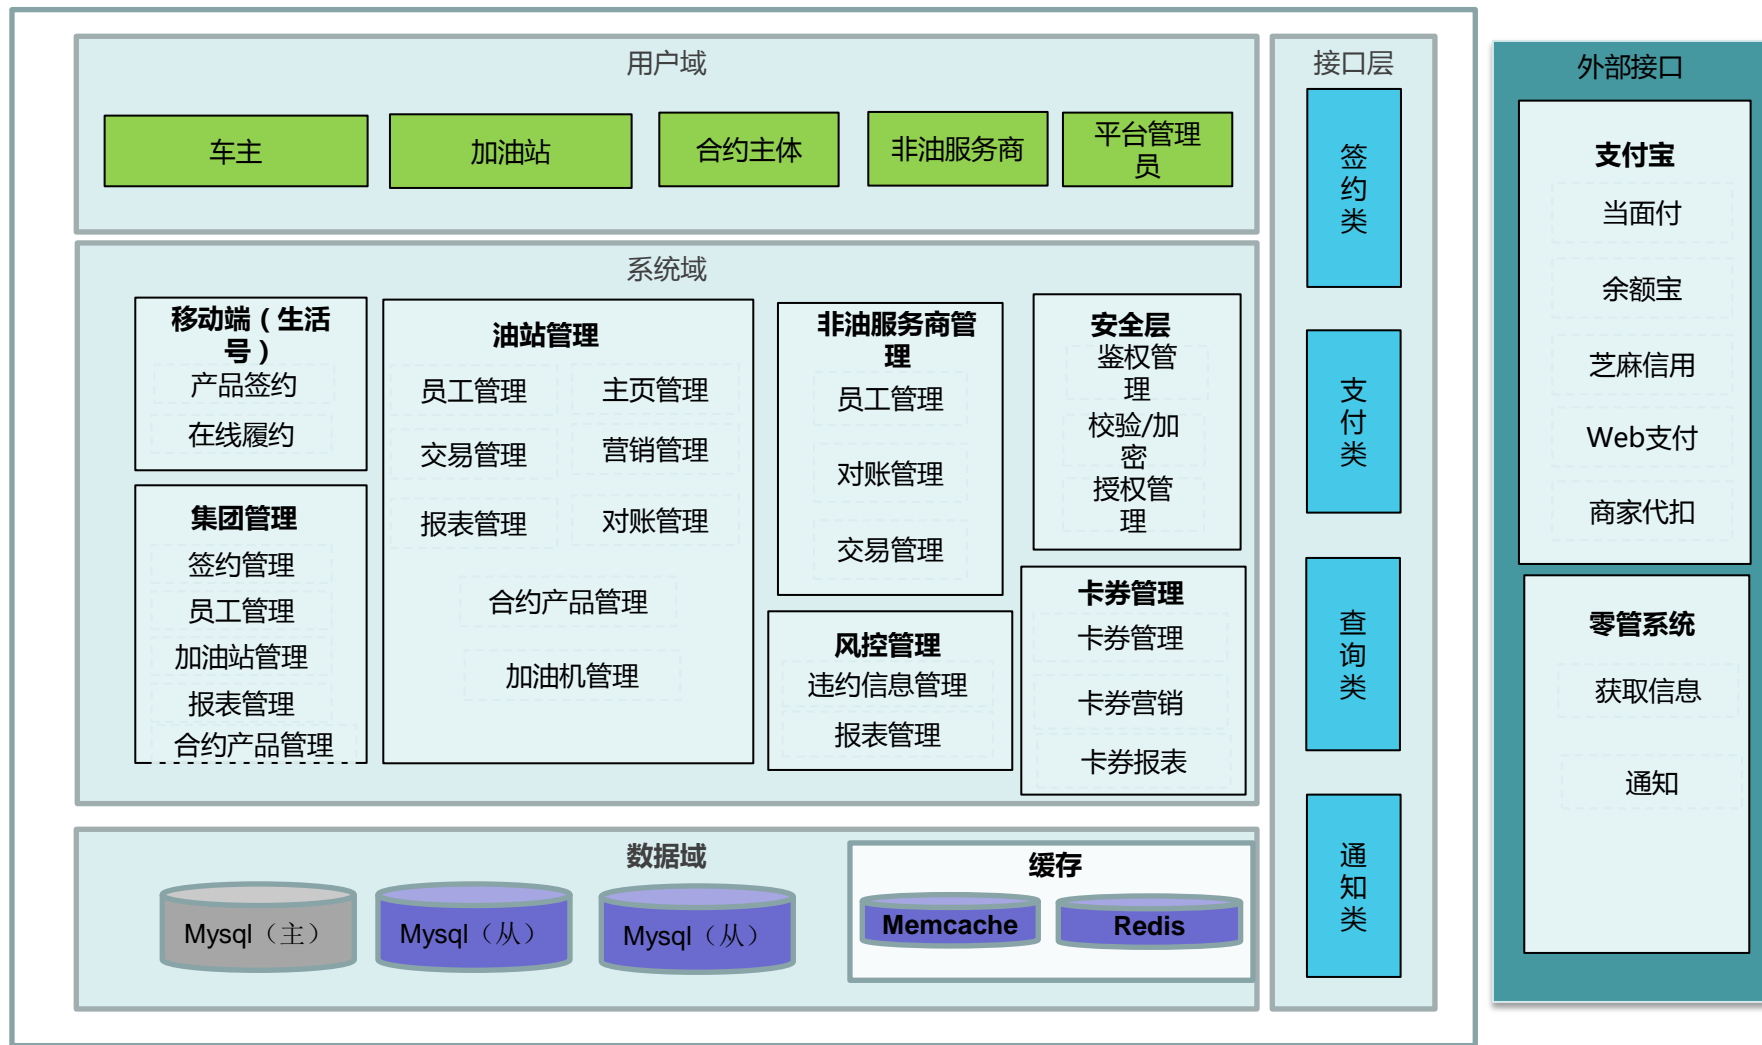 用户域
车主
加油站
合约主体
非油服务商
平台管理
员
系统域
移动端（生活
号）
产品签约
在线履约
集团管理
签约管理
员工管理
加油站管理
报表管理
合约产品管理
油站管理
员工管理
主页管理
交易管理
营销管理
报表管理
对账管理
合约产品管理
加油机管理
非油服务商管
理
员工管理
对账管理
交易管理
风控管理
违约信息管理
报表管理
安全层
鉴权管
理
校验/加
密
授权管
理
卡券管理
卡券管理
卡券营销
卡券报表
数据域
Mysql（主）
Mysql（从）
Mysql（从）
缓存
Memcache
Redis
接口层
签
约
类
支
付
类
查
询
类
通
知
类
外部接口
支付宝
当面付
余额宝
芝麻信用
Web支付
商家代扣
零管系统
获取信息
通知